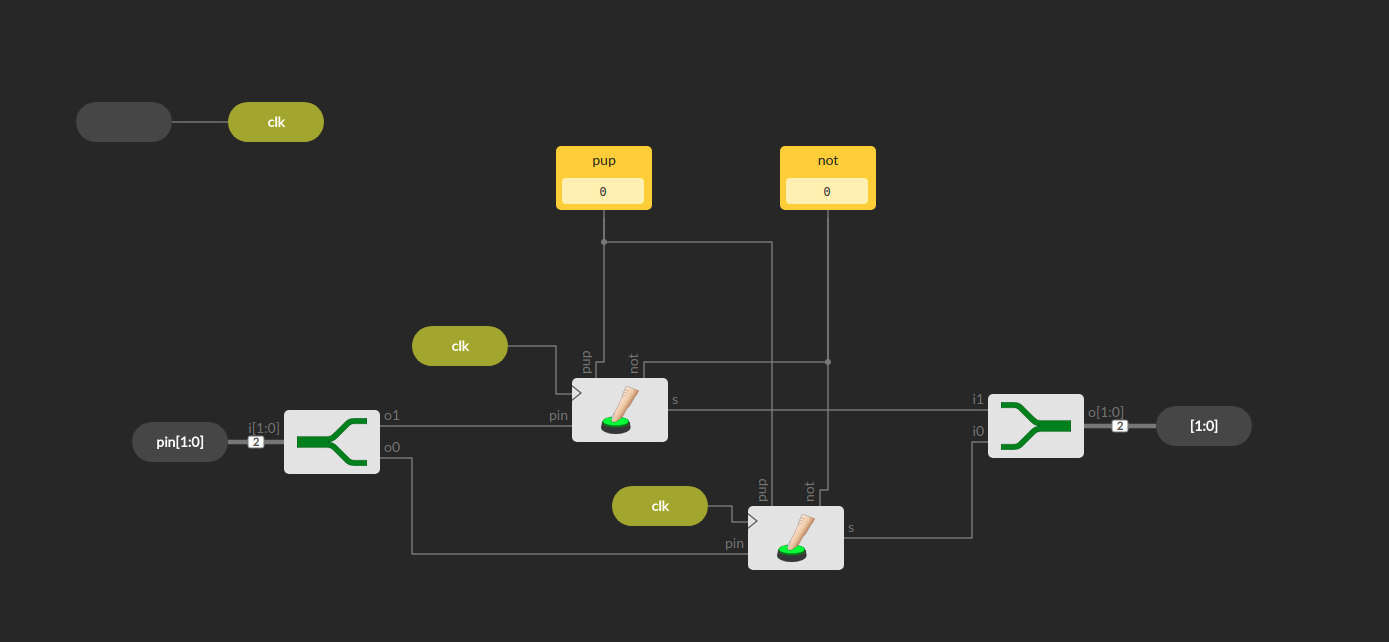 clk
pup
not
0
0
clk
pup
not
s
pin
i[1:0]
2
pin[1:0]
o1
o0
i1
i0
o[1:0]
2
[1:0]
clk
pup
not
s
pin